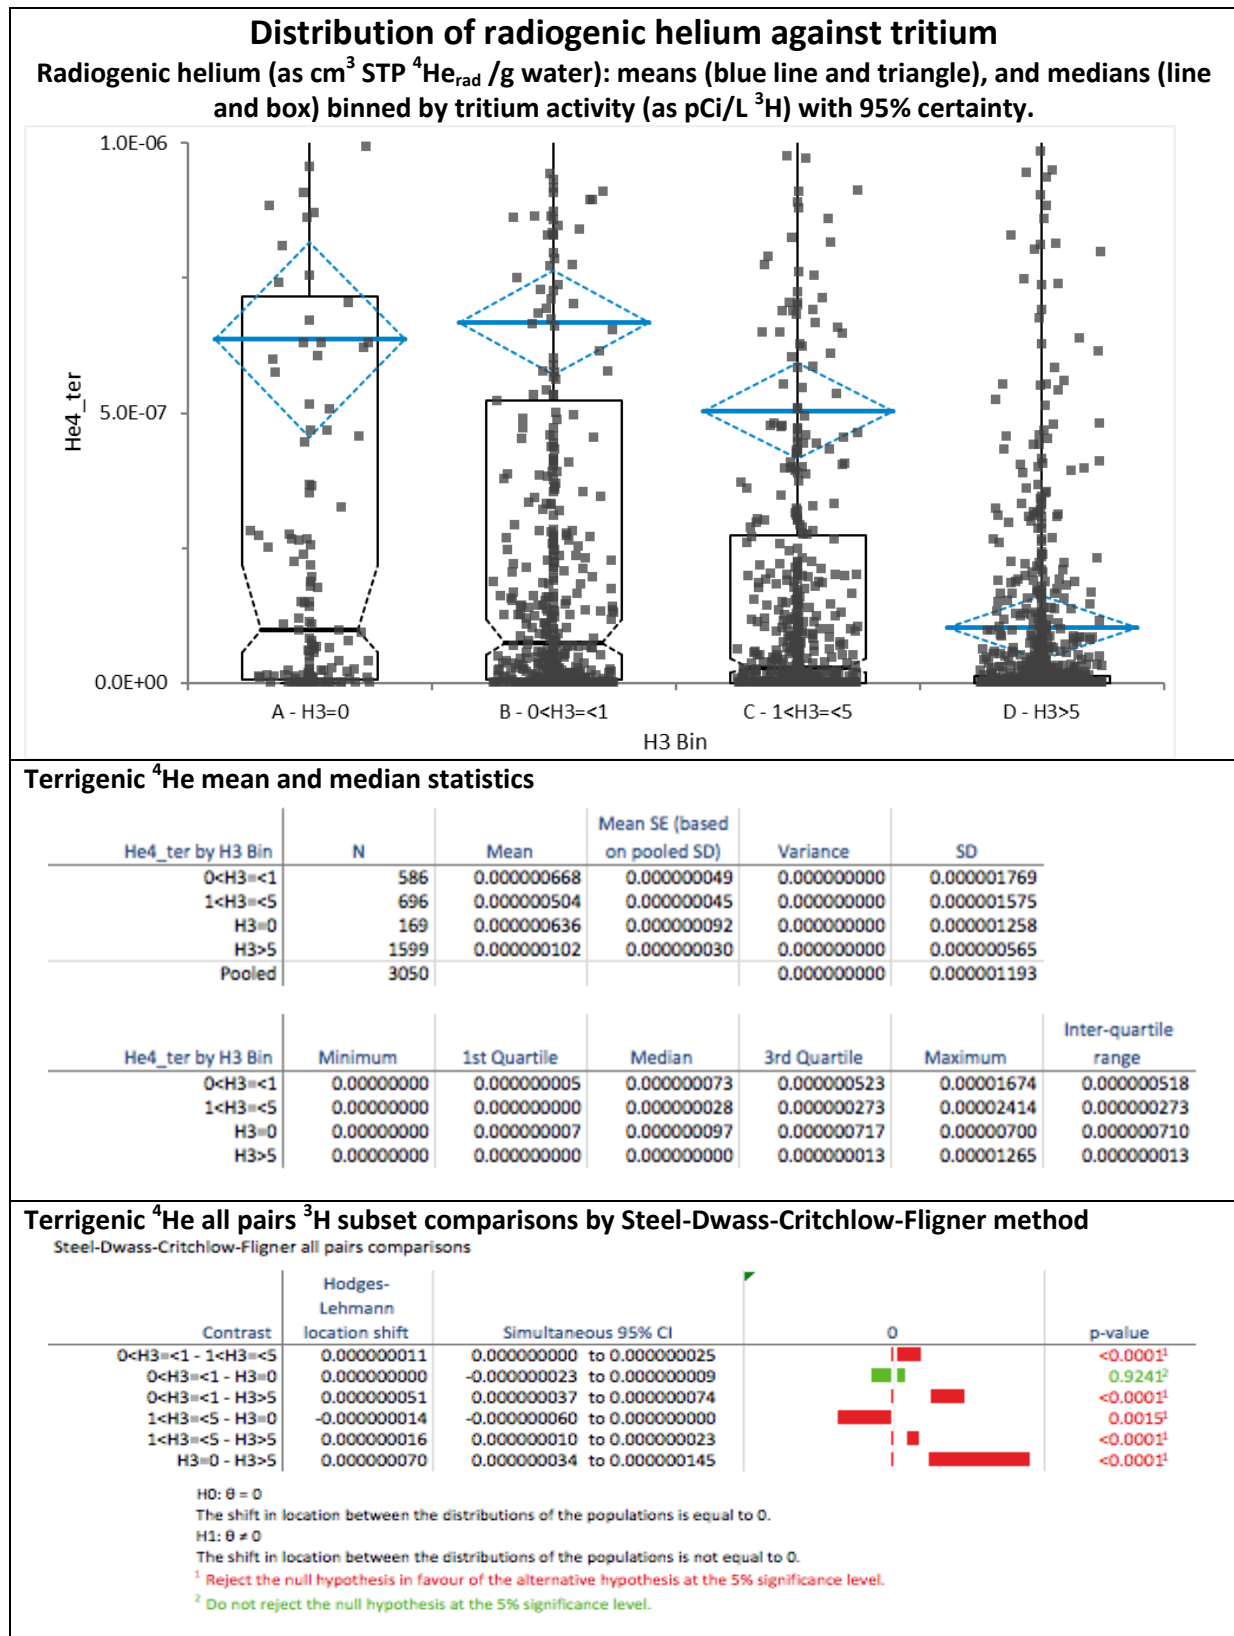 Distribution of radiogenic helium against tritium
Radiogenic helium (as cm³ STP ⁴Heᵣₐd /g water): means (blue line and triangle), and medians (line
and box) binned by tritium activity (as pCi/L ³H) with 95% certainty.
1.0E-06
5.0E-07
0.0E+00
He4_ter
A - H3=0 B - 0<H3=<1 C - 1<H3=<5 D - H3>5
H3 Bin
Terrigenic ⁴He mean and median statistics
He4_ter by H3 Bin N Mean Mean SE (based on pooled SD) Variance SD
0<H3=<1 586 0.000000668 0.000000049 0.000000000 0.000001769
1<H3=<5 696 0.000000504 0.000000045 0.000000000 0.000001575
H3=0 169 0.000000636 0.000000092 0.000000000 0.000001258
H3>5 1599 0.000000102 0.000000030 0.000000000 0.000000565
Pooled 3050 0.000000000 0.000001193
He4_ter by H3 Bin Minimum 1st Quartile Median 3rd Quartile Maximum Inter-quartile range
0<H3=<1 0.00000000 0.000000005 0.000000073 0.000000523 0.00001674 0.000000518
1<H3=<5 0.00000000 0.000000000 0.000000028 0.000000273 0.00002414 0.000000273
H3=0 0.00000000 0.000000007 0.000000097 0.000000717 0.00000700 0.000000710
H3>5 0.00000000 0.000000000 0.000000000 0.000000013 0.00001265 0.000000013
Terrigenic ⁴He all pairs ³H subset comparisons by Steel-Dwass-Critchlow-Fligner method
Steel-Dwass-Critchlow-Fligner all pairs comparisons
Contrast Hodges-Lehmann location shift Simultaneous 95% CI 0 p-value
0<H3=<1 - 1<H3=<5 0.000000011 0.000000000 to 0.000000025 <0.0001¹
0<H3=<1 - H3=0 0.000000000 -0.000000023 to 0.000000009 0.9241²
0<H3=<1 - H3>5 0.000000051 0.000000037 to 0.000000074 <0.0001¹
1<H3=<5 - H3=0 -0.000000014 -0.000000060 to 0.000000000 0.0015¹
1<H3=<5 - H3>5 0.000000016 0.000000010 to 0.000000023 <0.0001¹
H3=0 - H3>5 0.000000070 0.000000034 to 0.000000145 <0.0001¹
H0: θ = 0
The shift in location between the distributions of the populations is equal to 0.
H1: θ ≠ 0
The shift in location between the distributions of the populations is not equal to 0.
¹ Reject the null hypothesis in favour of the alternative hypothesis at the 5% significance level.
² Do not reject the null hypothesis at the 5% significance level.